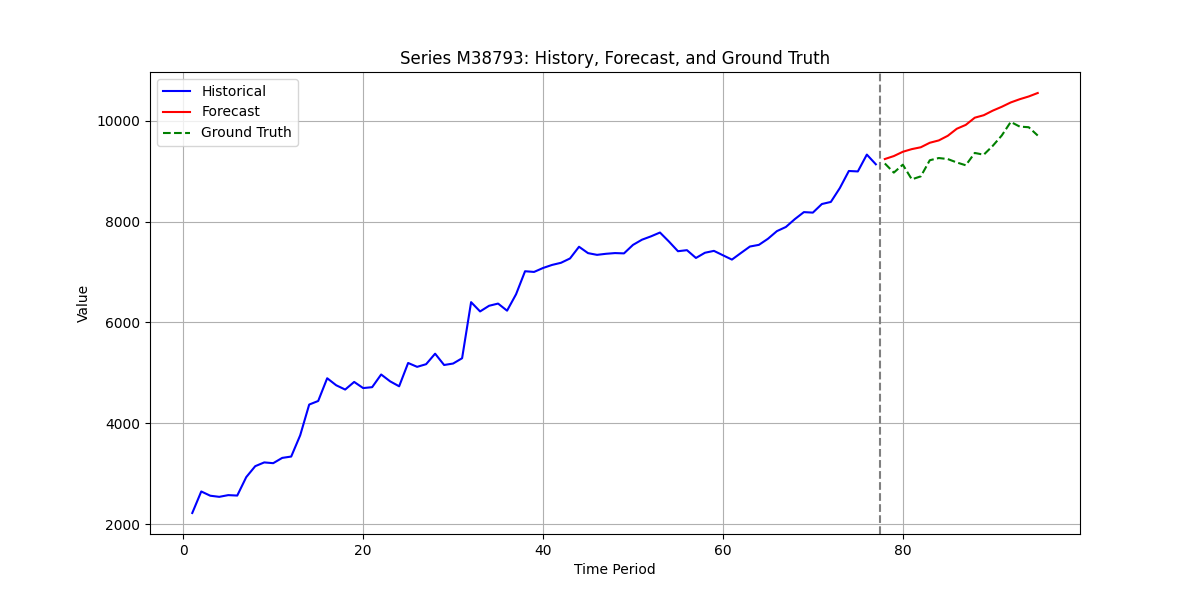 Series M38793: History, Forecast, and Ground Truth
Historical
Forecast
Ground Truth
10000
8000
6000
4000
2000
Value
0 20 40 60 80
Time Period